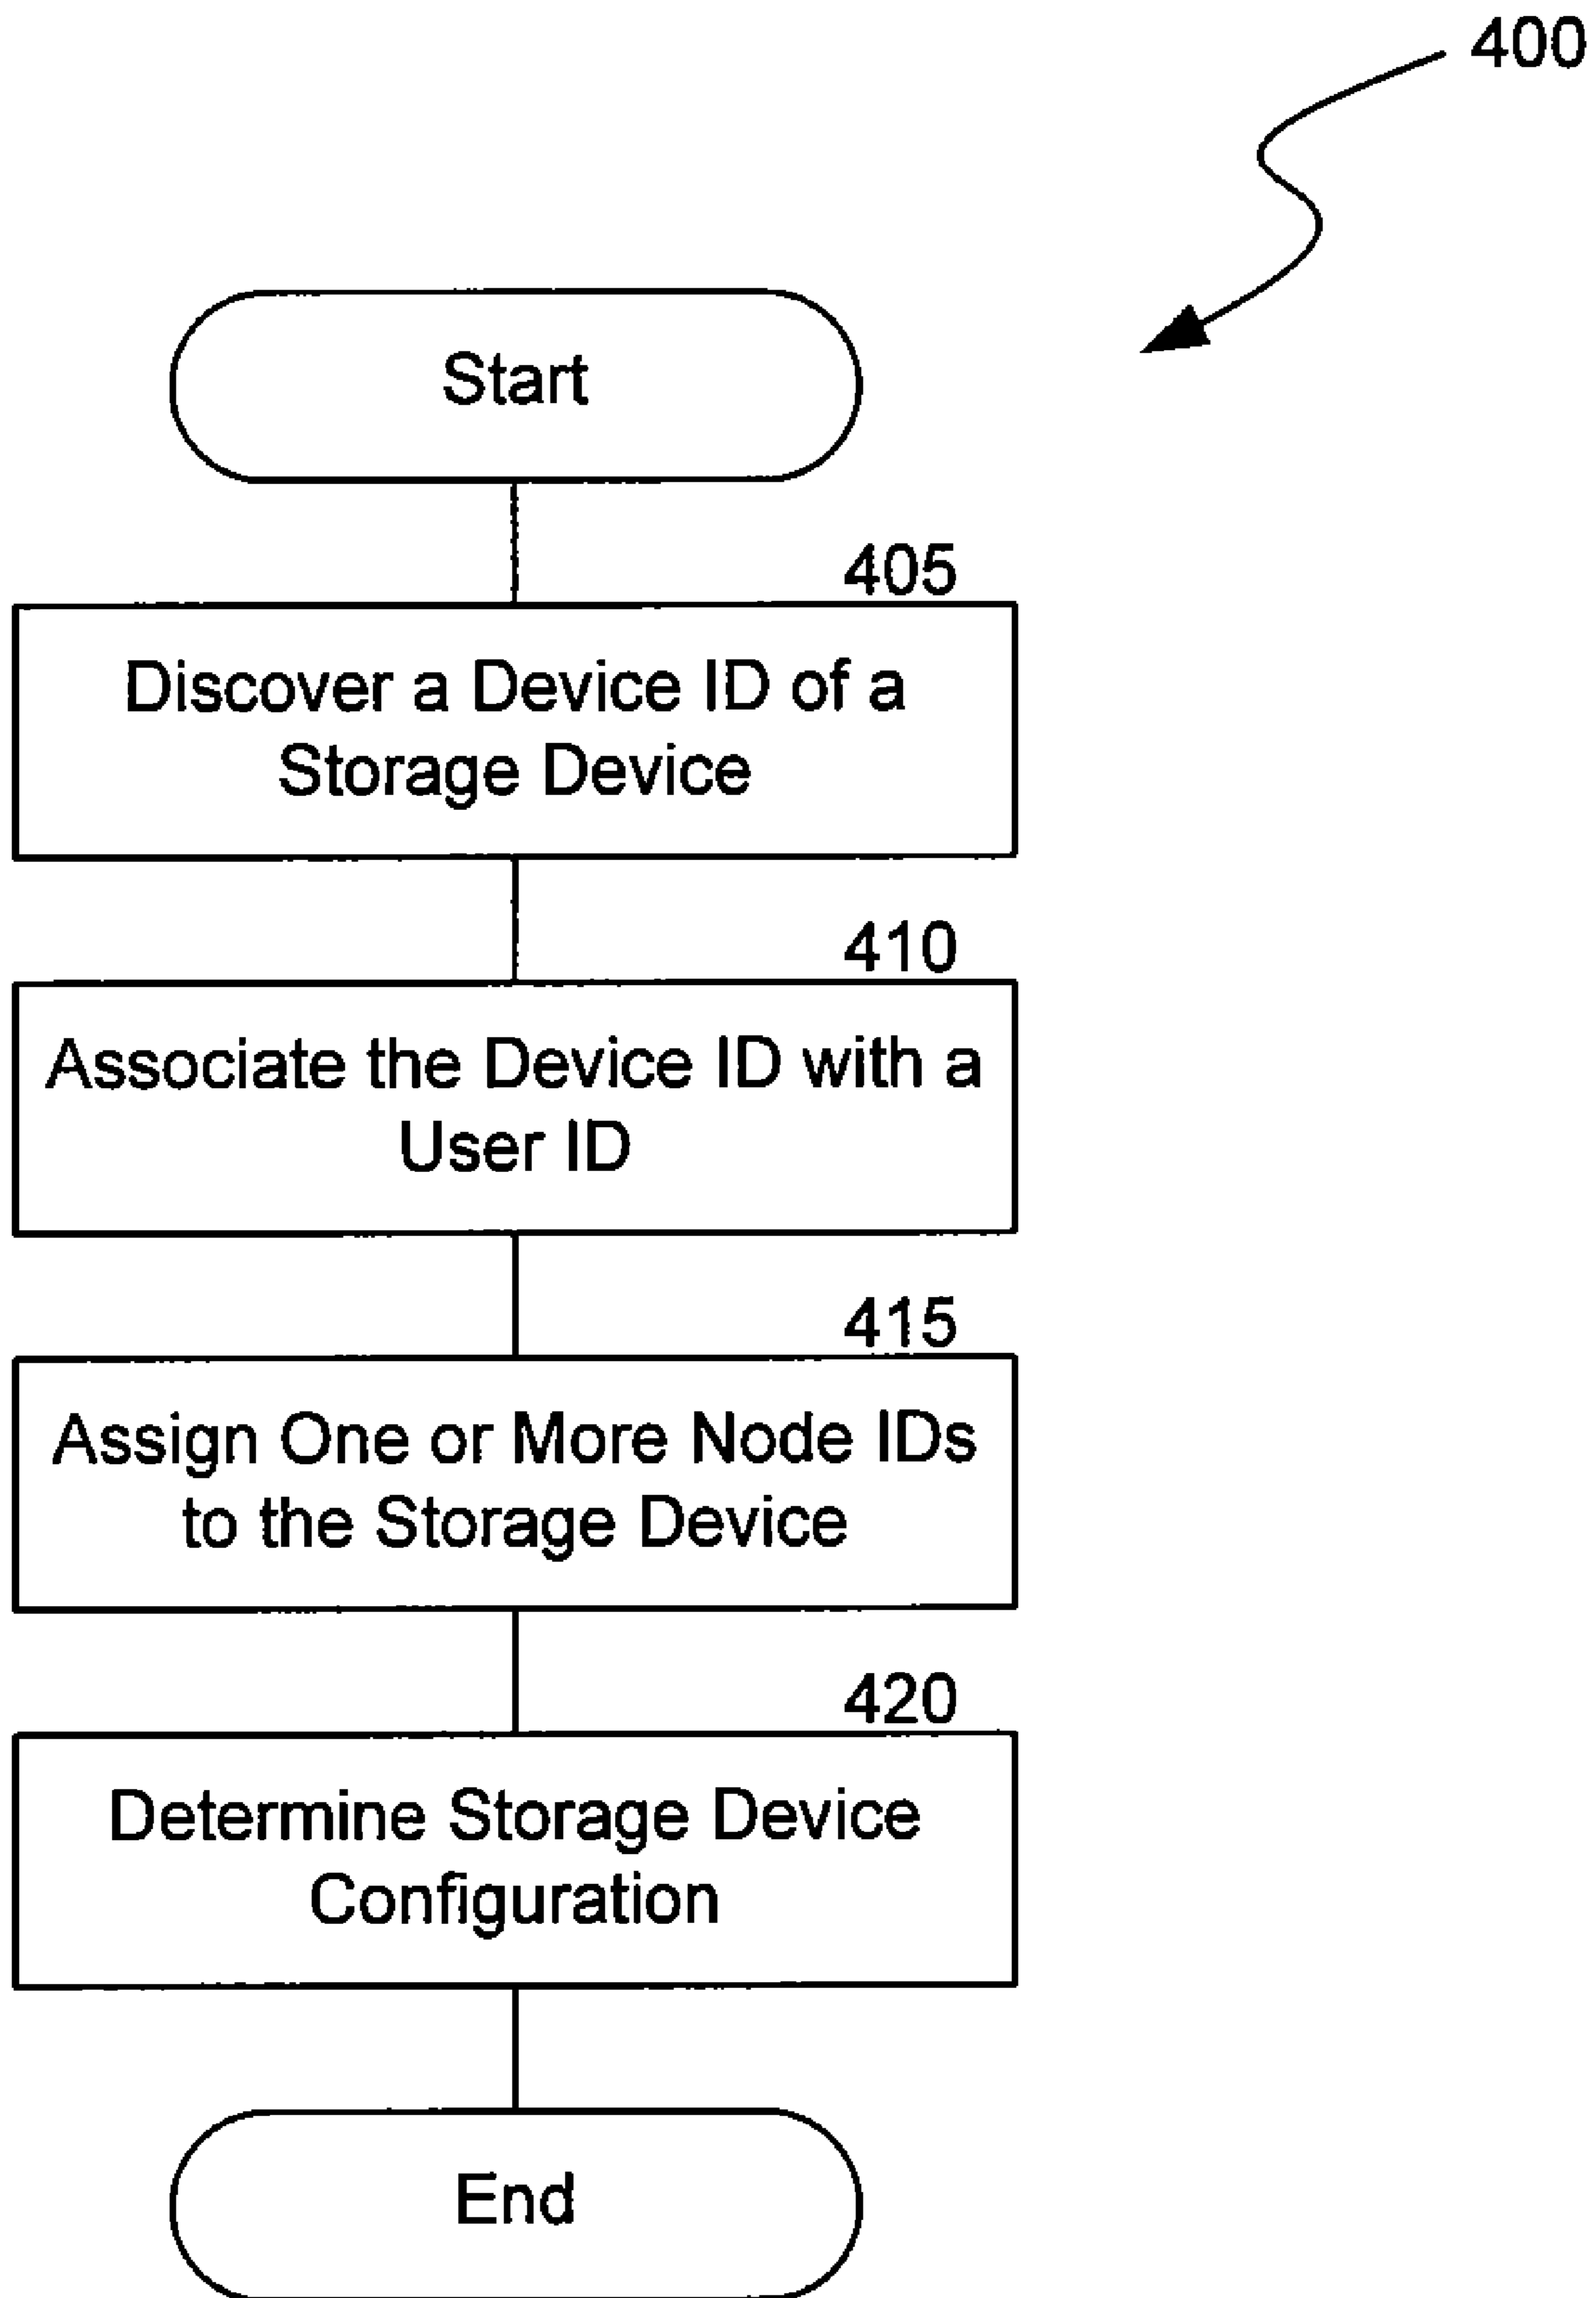 400
Start
405
Discover a Device ID of a
Storage Device
410
Associate the Device ID with a
User ID
415
Assign One or More Node IDs
to the Storage Device
420
Determine Storage Device
Configuration
End